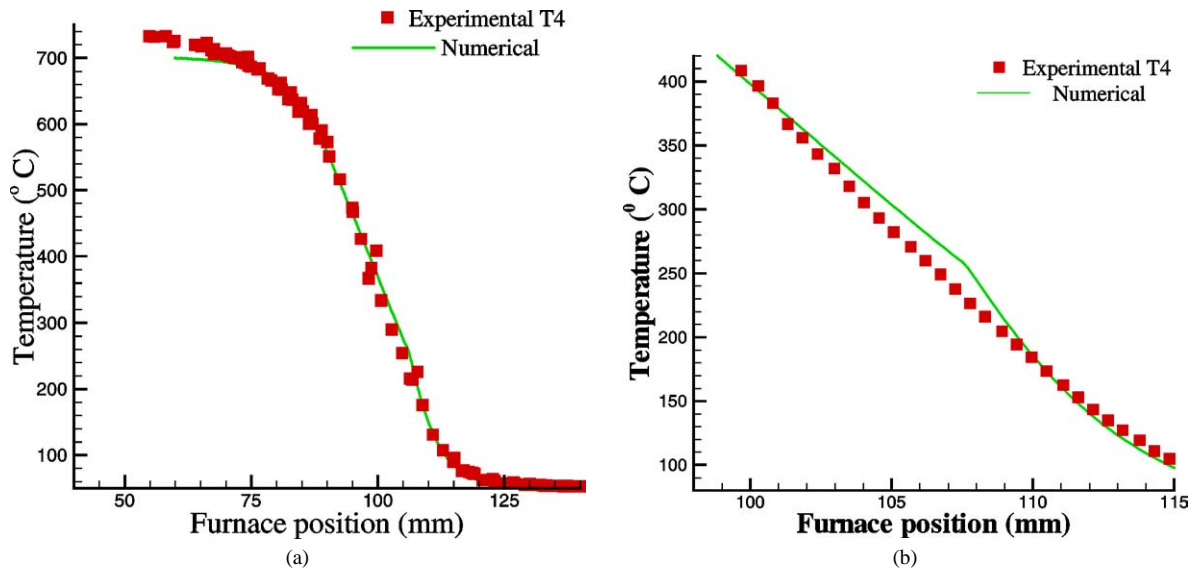 Experimental T4
Numerical
700
600
500
400
300
200
100
50
75
100
125
Temperature (° C)
Furnace position (mm)
(a)
Experimental T4
Numerical
400
350
300
250
200
150
100
100
105
110
115
Temperature (⁰ C)
Furnace position (mm)
(b)